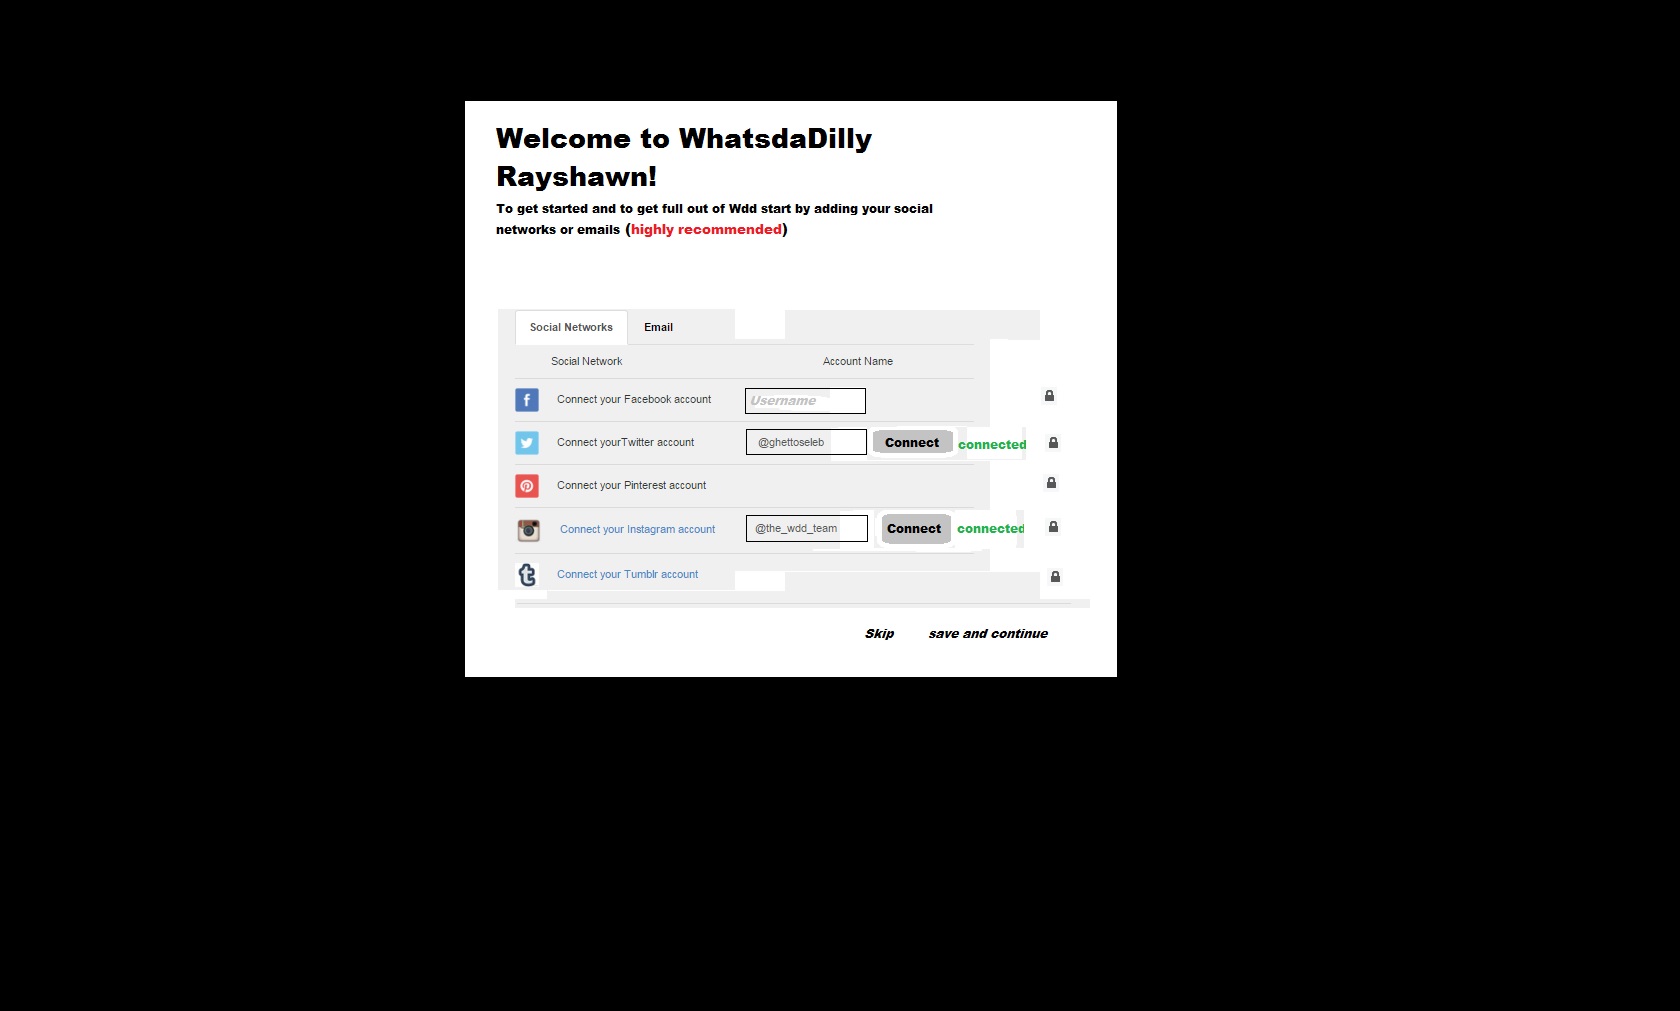 Welcome to WhatsdaDilly
Rayshawn!
To get started and to get full out of Wdd start by adding your social
networks or emails (highly recommended)
Social Networks Email
Social Network Account Name
Connect your Facebook account Username
Connect yourTwitter account @ghettoseleb Connect connected
Connect your Pinterest account
Connect your Instagram account @the_wdd_team Connect connected
Connect your Tumblr account
Skip save and continue